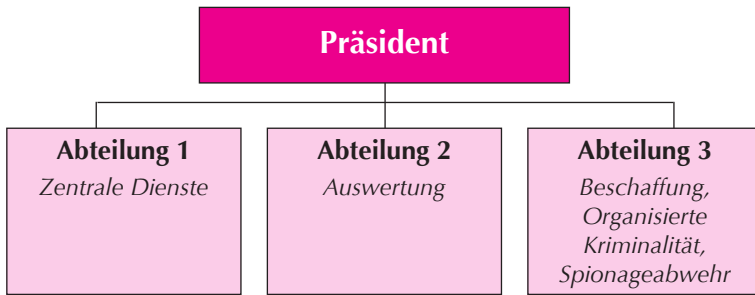 Präsident
Abteilung 1
Zentrale Dienste
Abteilung 2
Auswertung
Abteilung 3
Beschaffung,
Organisierte
Kriminalität,
Spionageabwehr